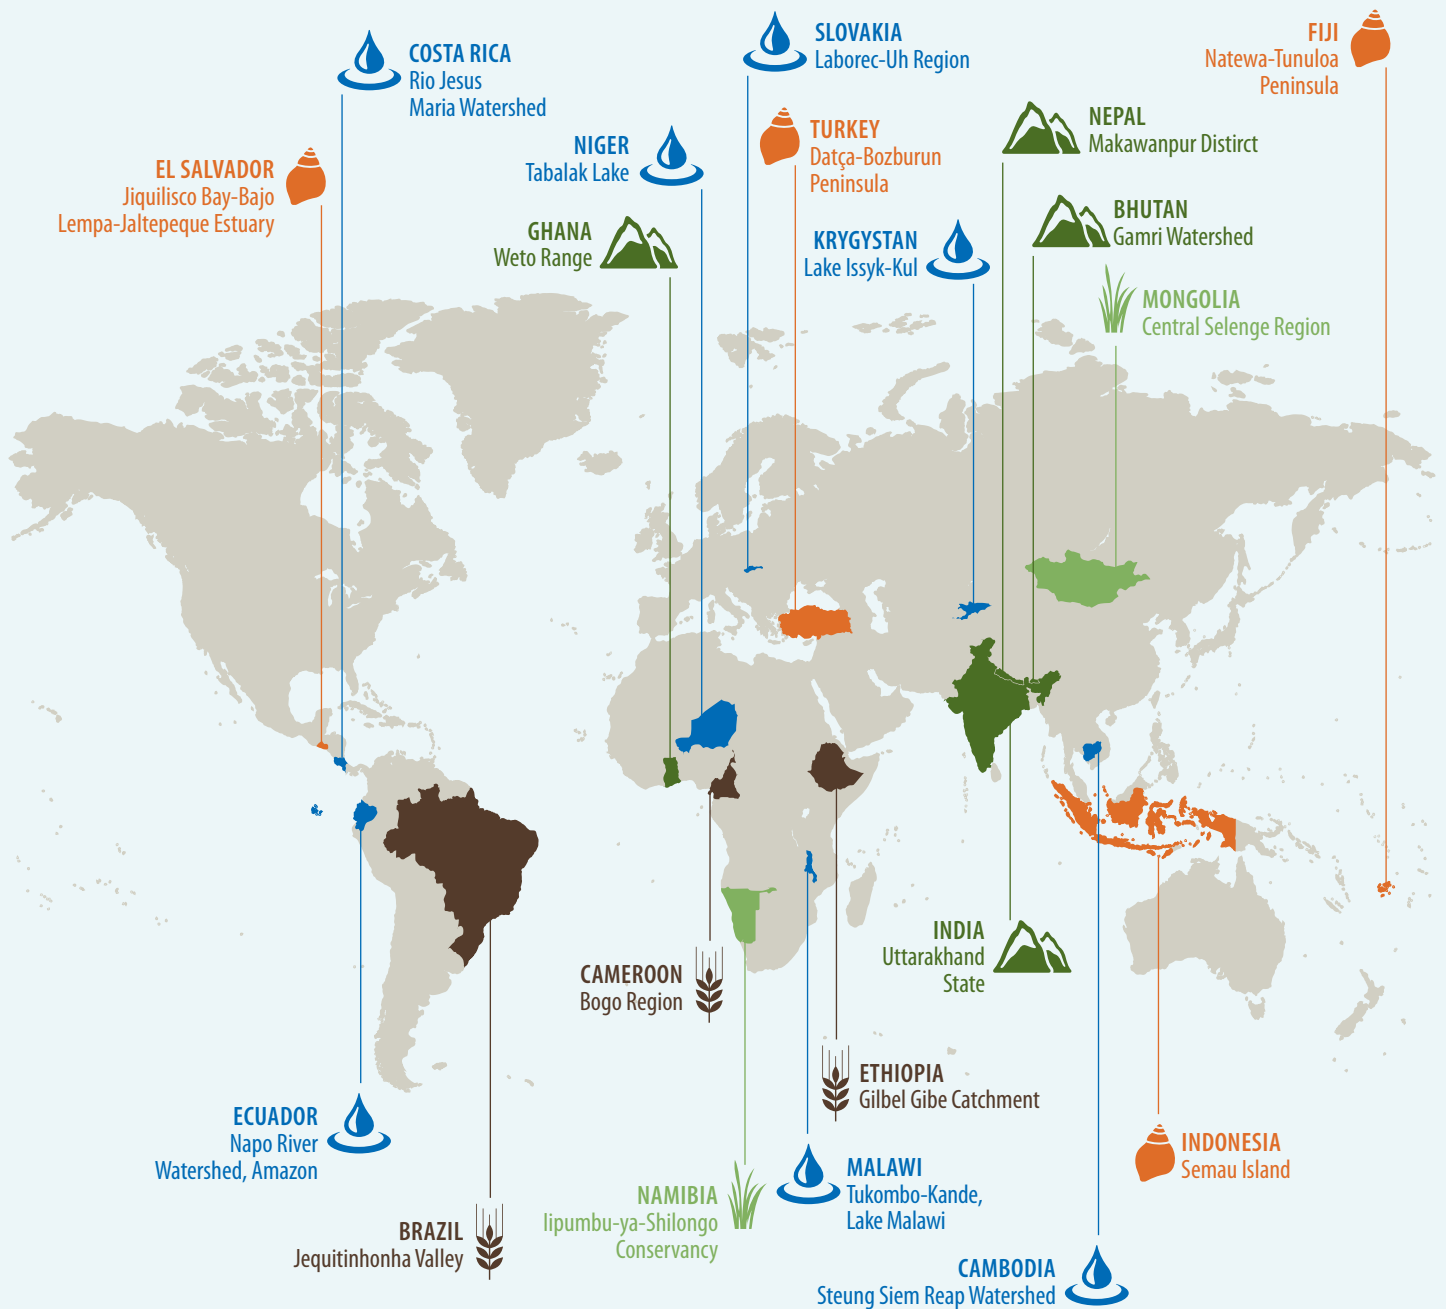 COSTA RICA
Rio Jesus
Maria Watershed
SLOVAKIA
Laborec-Uh Region
FIJI
Natewa-Tunuloa
Peninsula
EL SALVADOR
Jiquilisco Bay-Bajo
Lempa-Jaltepeque Estuary
NIGER
Tabalak Lake
TURKEY
Datça-Bozburun
Peninsula
NEPAL
Makawanpur Distirct
GHANA
Weto Range
KRYGYSTAN
Lake Issyk-Kul
BHUTAN
Gamri Watershed
MONGOLIA
Central Selenge Region
CAMEROON
Bogo Region
INDIA
Uttarakhand
State
ETHIOPIA
Gilbel Gibe Catchment
ECUADOR
Napo River
Watershed, Amazon
BRAZIL
Jequitinhonha Valley
NAMIBIA
Iipumbu-ya-Shilongo
Conservancy
MALAWI
Tukombo-Kande,
Lake Malawi
INDONESIA
Semau Island
CAMBODIA
Steung Siem Reap Watershed